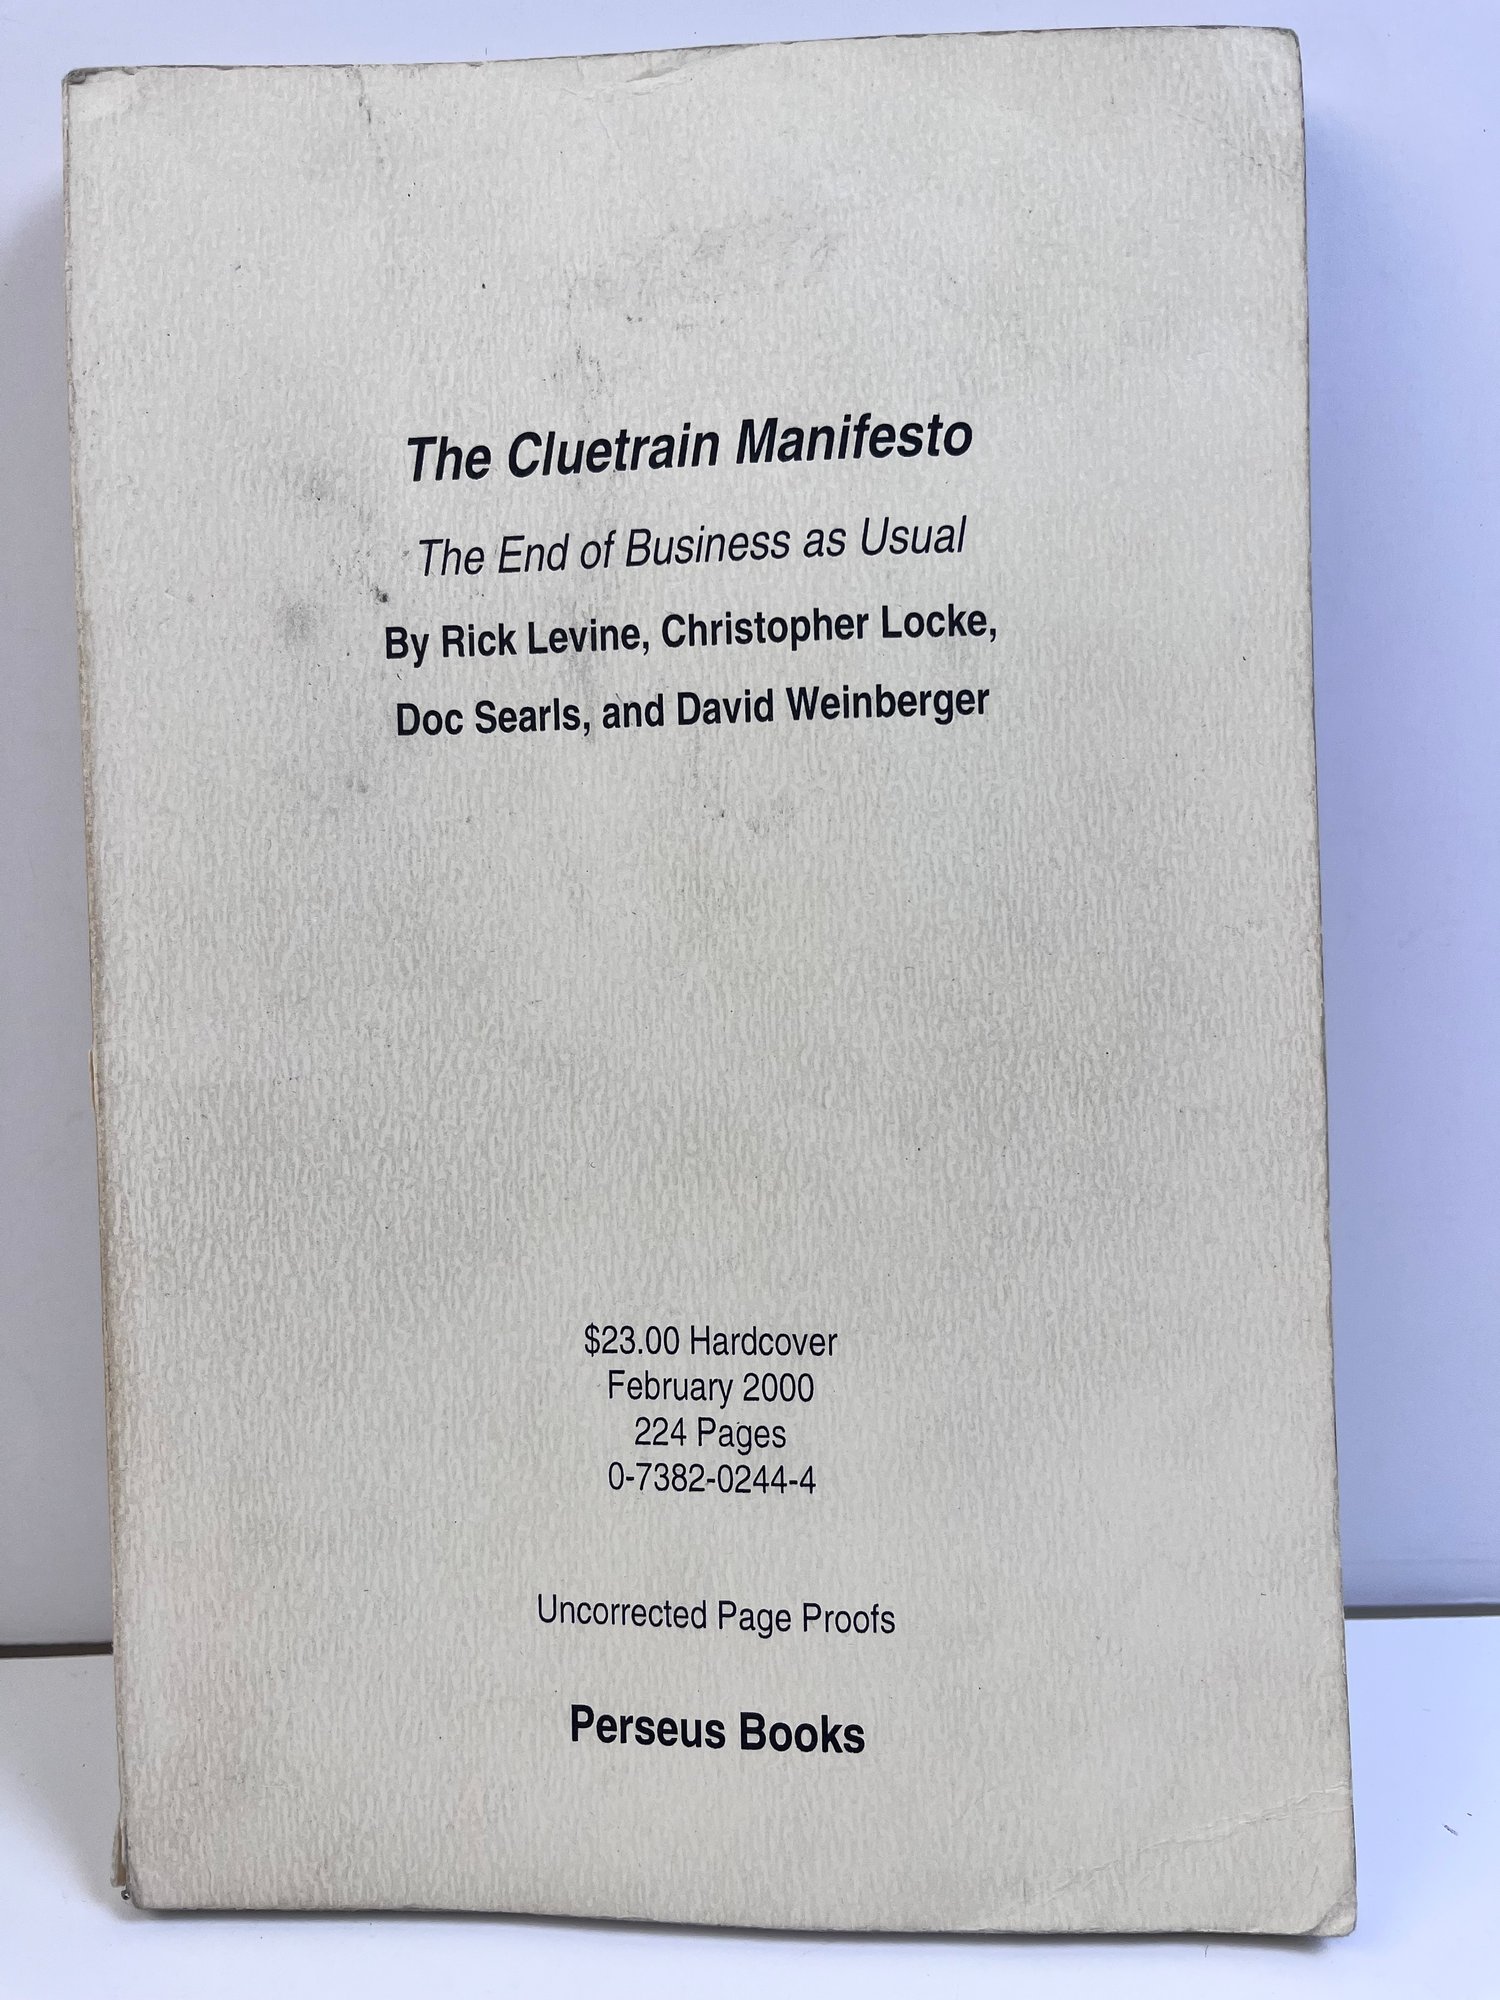 The Cluetrain Manifesto
The End of Business as Usual
By Rick Levine, Christopher Locke,
Doc Searls, and David Weinberger
$23.00 Hardcover
February 2000
224 Pages
0-7382-0244-4
Uncorrected Page Proofs
Perseus Books